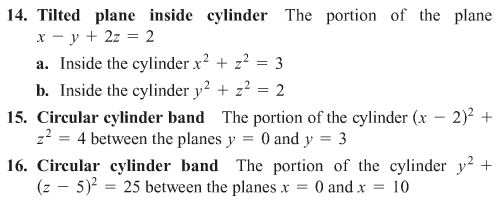 14. Tilted plane inside cylinder The portion of the plane
x − y + 2z = 2
a. Inside the cylinder x² + z² = 3
b. Inside the cylinder y² + z² = 2
15. Circular cylinder band The portion of the cylinder (x − 2)² +
z² = 4 between the planes y = 0 and y = 3
16. Circular cylinder band The portion of the cylinder y² +
(z − 5)² = 25 between the planes x = 0 and x = 10